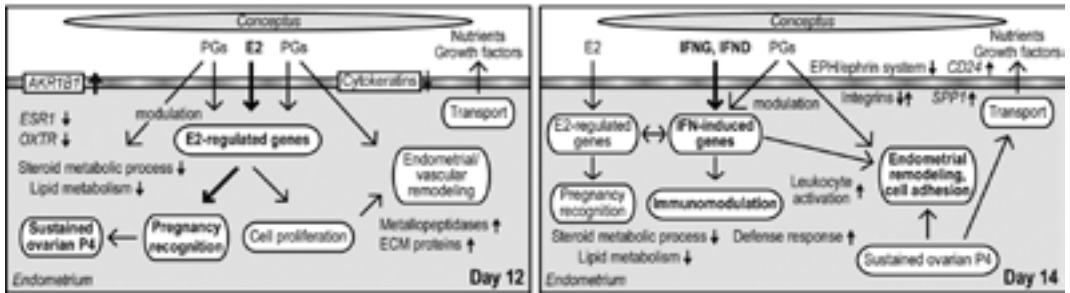 Conceptus
PGs E2 PGs
Nutrients
Growth factors
AKR1B1
Cytokeratins
modulation
Transport
ESR1
OXTR
E2-regulated genes
Steroid metabolic process
Lipid metabolism
Endometrial/
vascular
remodeling
Sustained
ovarian P4
Pregnancy
recognition
Cell proliferation
Metallopeptidases
ECM proteins
Endometrium
Day 12
Conceptus
E2 IFNG, IFND PGs
Nutrients
Growth factors
EPH/ephrin system CD24
Integrins SPP1
modulation
Transport
E2-regulated
genes
IFN-induced
genes
Endometrial
remodeling,
cell adhesion
Leukocyte
activation
Pregnancy
recognition
Immunomodulation
Steroid metabolic process Defense response
Lipid metabolism
Sustained ovarian P4
Endometrium
Day 14